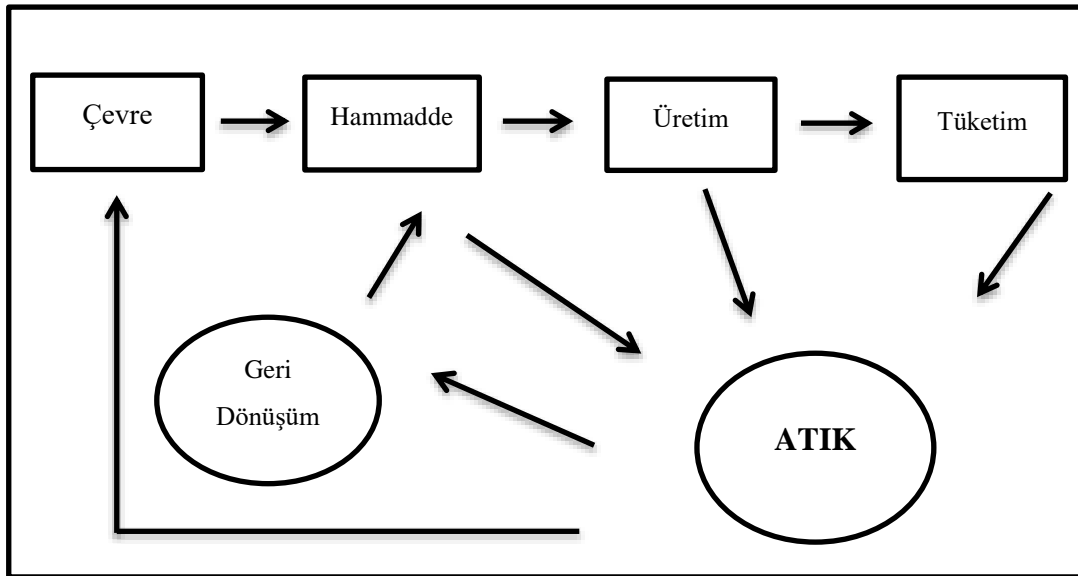 Çevre
Hammadde
Üretim
Tüketim
Geri
Dönüşüm
ATIK